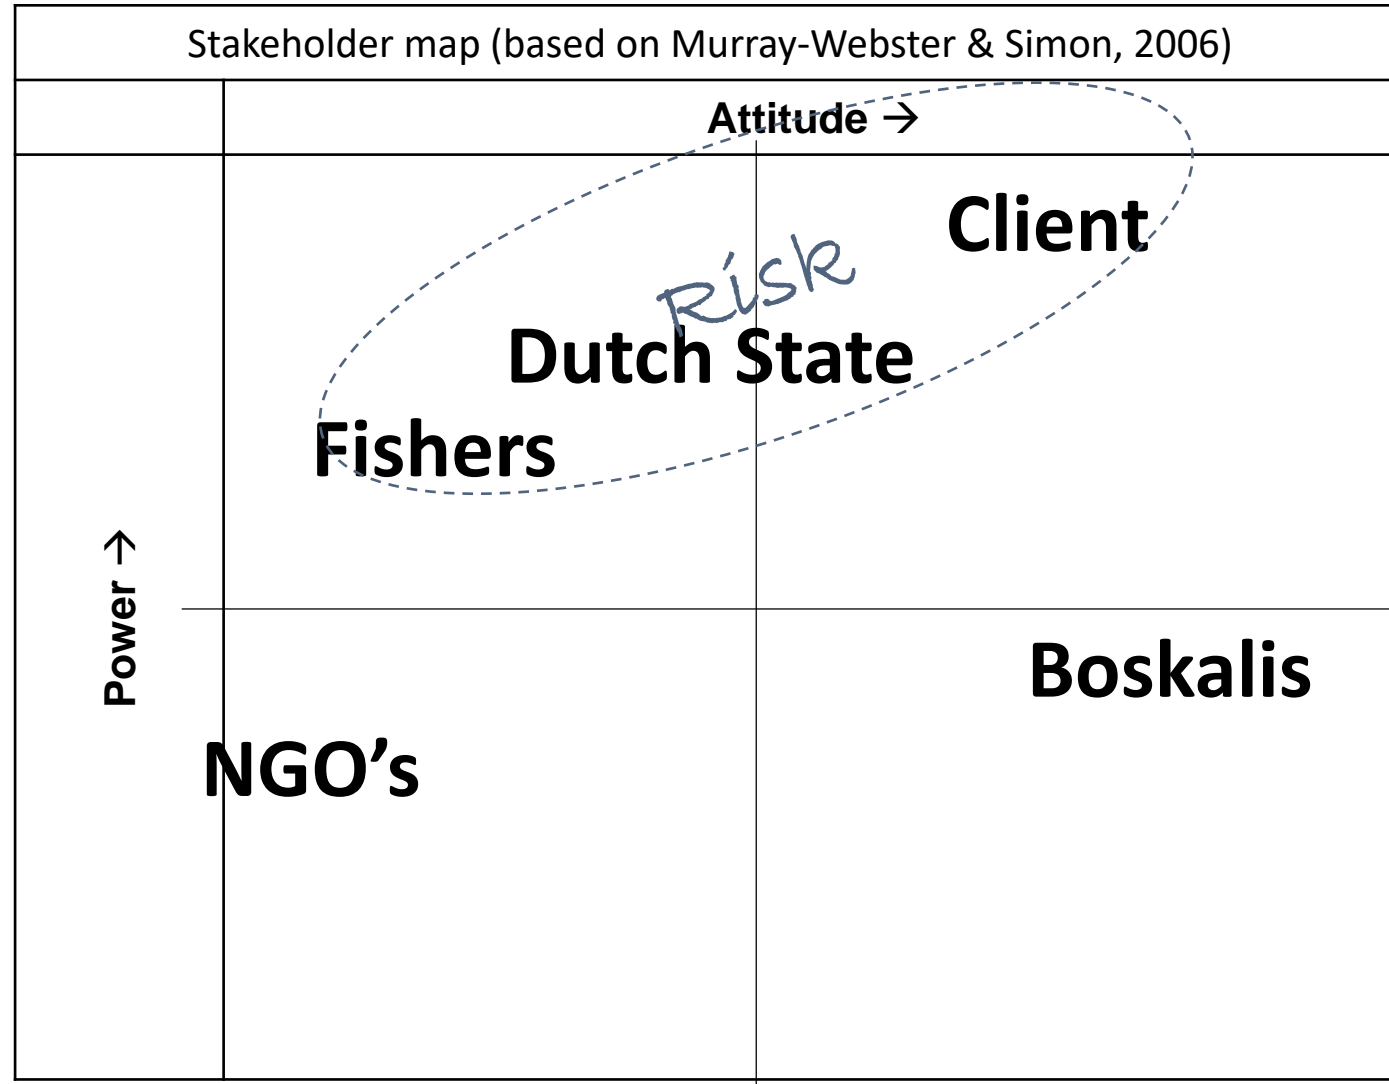 Stakeholder map (based on Murray-Webster & Simon, 2006)
Attitude →
Client
Risk
Dutch State
Fishers
Power →
Boskalis
NGO’s